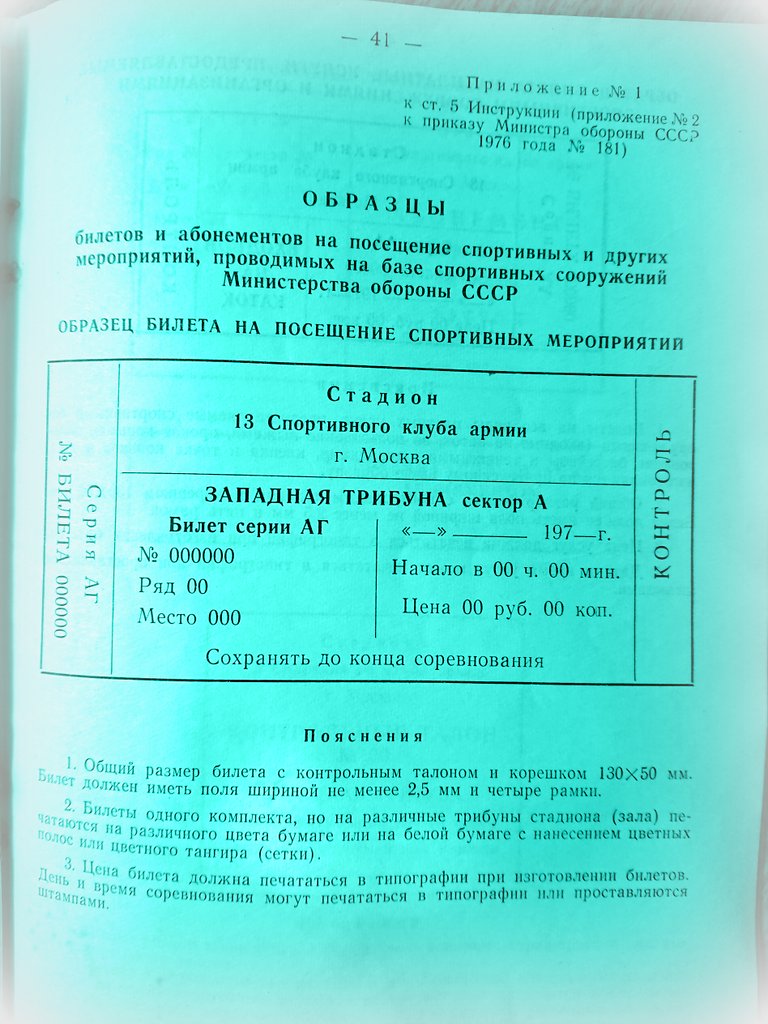 — 41 —
Приложение № 1
к ст. 5 Инструкции (приложение № 2
к приказу Министра обороны СССР
1976 года № 181)
ОБРАЗЦЫ
билетов и абонементов на посещение спортивных и других
мероприятий, проводимых на базе спортивных сооружений
Министерства обороны СССР
ОБРАЗЕЦ БИЛЕТА НА ПОСЕЩЕНИЕ СПОРТИВНЫХ МЕРОПРИЯТИЙ
№ БИЛЕТА 000000
Серия АГ
Стадион
13 Спортивного клуба армии
г. Москва
ЗАПАДНАЯ ТРИБУНА сектор А
Билет серии АГ
№ 000000
Ряд 00
Место 000
«—» ——— 197—г.
Начало в 00 ч. 00 мин.
Цена 00 руб. 00 коп.
Сохранять до конца соревнования
КОНТРОЛЬ
Пояснения
1. Общий размер билета с контрольным талоном и корешком 130×50 мм.
Билет должен иметь поля шириной не менее 2,5 мм и четыре рамки.
2. Билеты одного комплекта, но на различные трибуны стадиона (зала) пе-
чатаются на различного цвета бумаге или на белой бумаге с нанесением цветных
полос или цветного тангира (сетки).
3. Цена билета должна печататься в типографии при изготовлении билетов.
День и время соревнования могут печататься в типографии или проставляются
штампами.